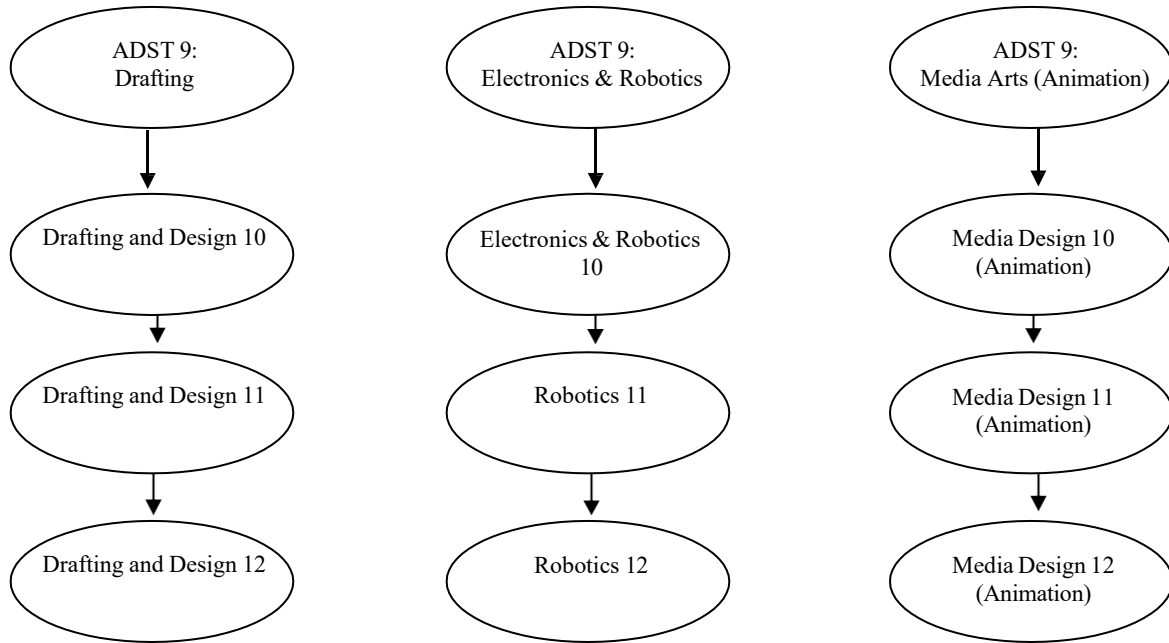 ADST 9:
Drafting
ADST 9:
Electronics & Robotics
ADST 9:
Media Arts (Animation)
Drafting and Design 10
Electronics & Robotics
10
Media Design 10
(Animation)
Drafting and Design 11
Robotics 11
Media Design 11
(Animation)
Drafting and Design 12
Robotics 12
Media Design 12
(Animation)